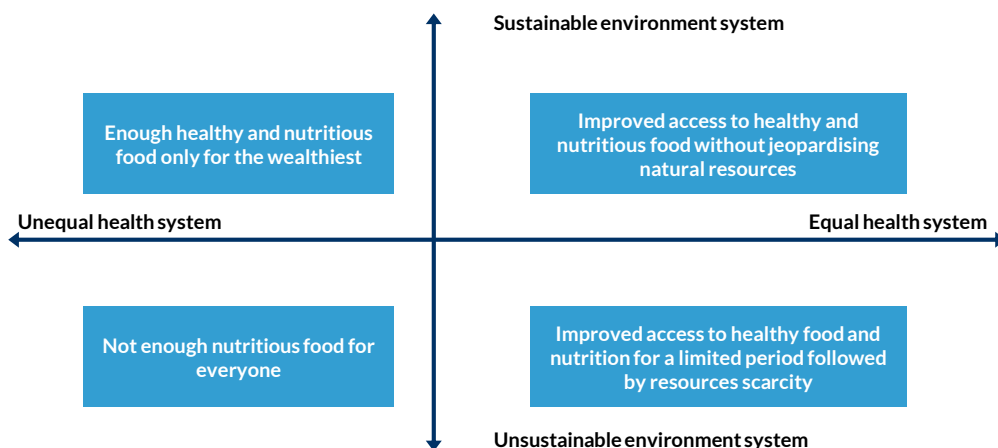 Sustainable environment system
Enough healthy and nutritious
food only for the wealthiest
Improved access to healthy and
nutritious food without jeopardising
natural resources
Unequal health system
Equal health system
Not enough nutritious food for
everyone
Improved access to healthy food and
nutrition for a limited period followed
by resources scarcity
Unsustainable environment system